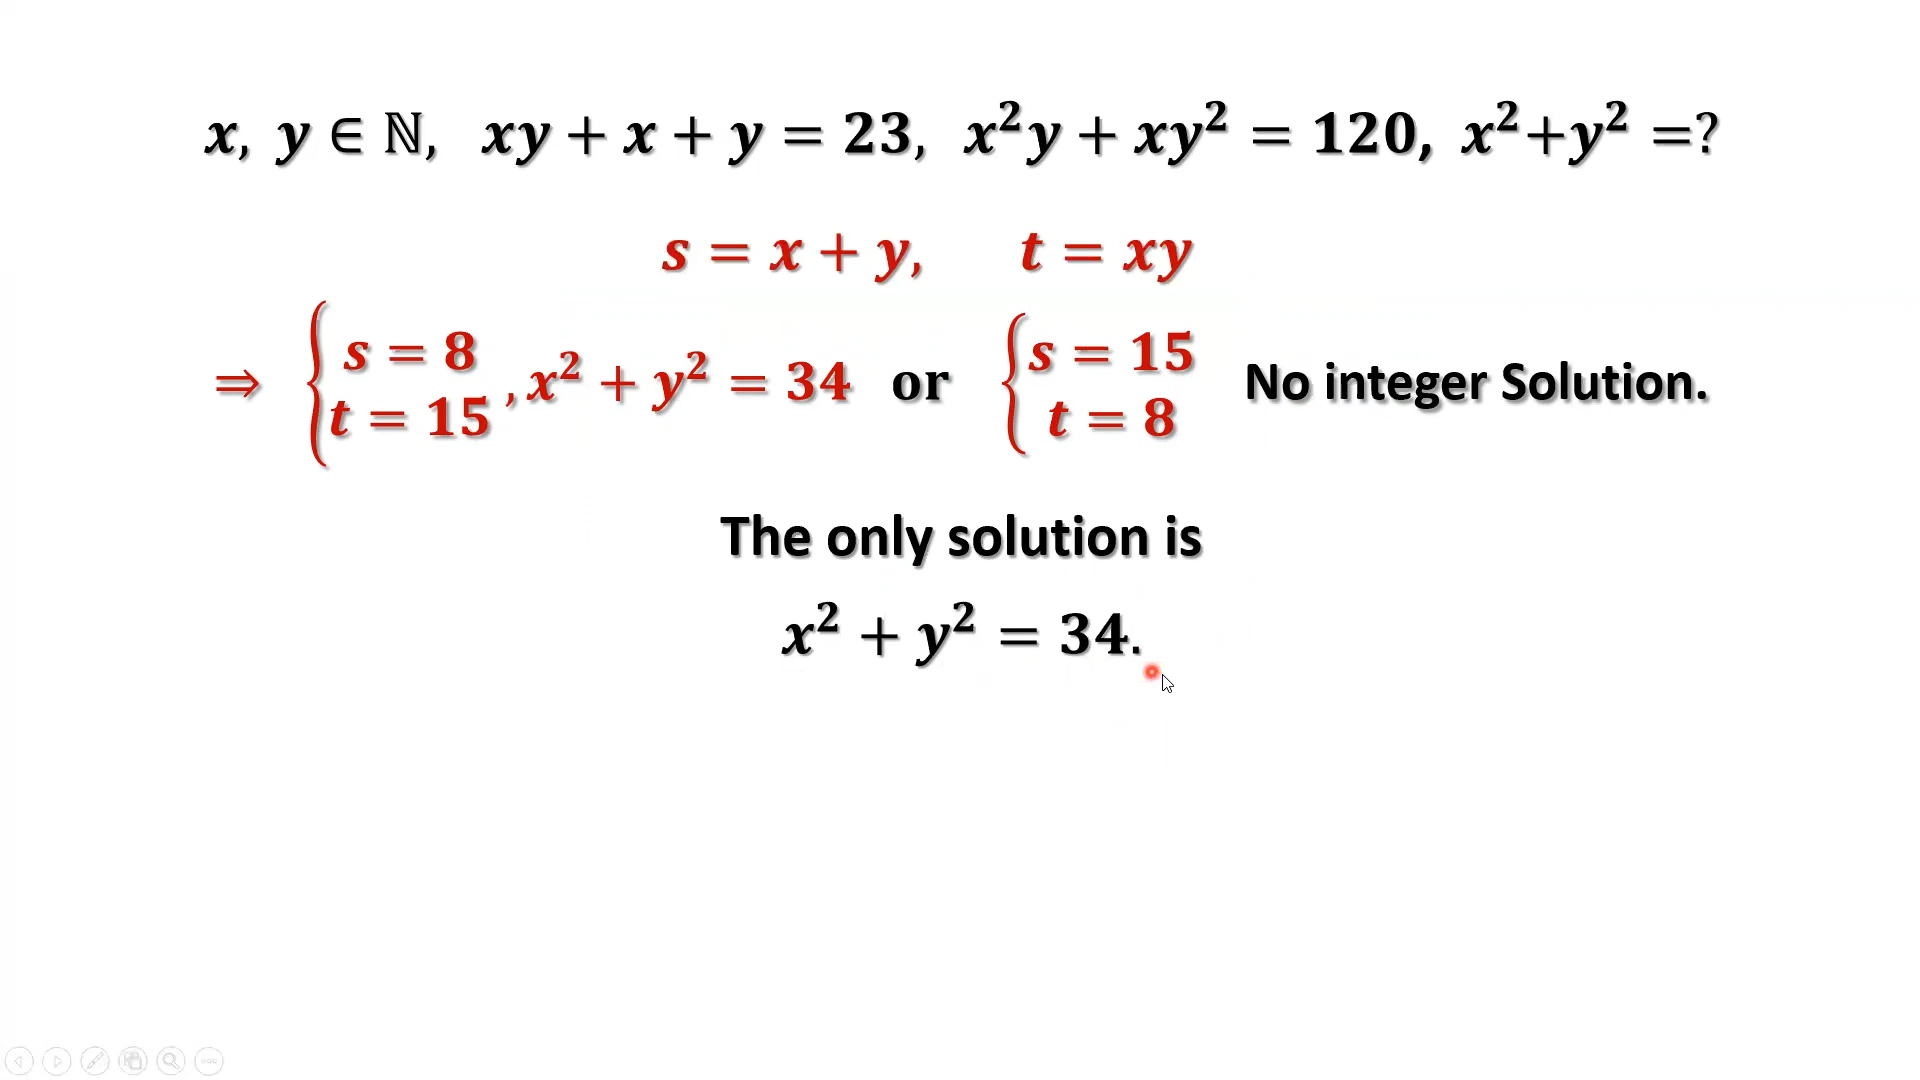 x, y ∈ ℕ, xy + x + y = 23, x²y + xy² = 120, x²+y² =?
s = x + y, t = xy
⇒ { s = 8 t = 15 , x² + y² = 34 or { s = 15 t = 8 No integer Solution.
The only solution is
x² + y² = 34.